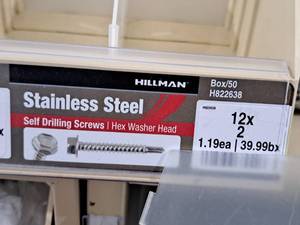 HILLMAN
Box/50
H822638
Stainless Steel
Self Drilling Screws | Hex Washer Head
12x
2
1.19ea | 39.99bx